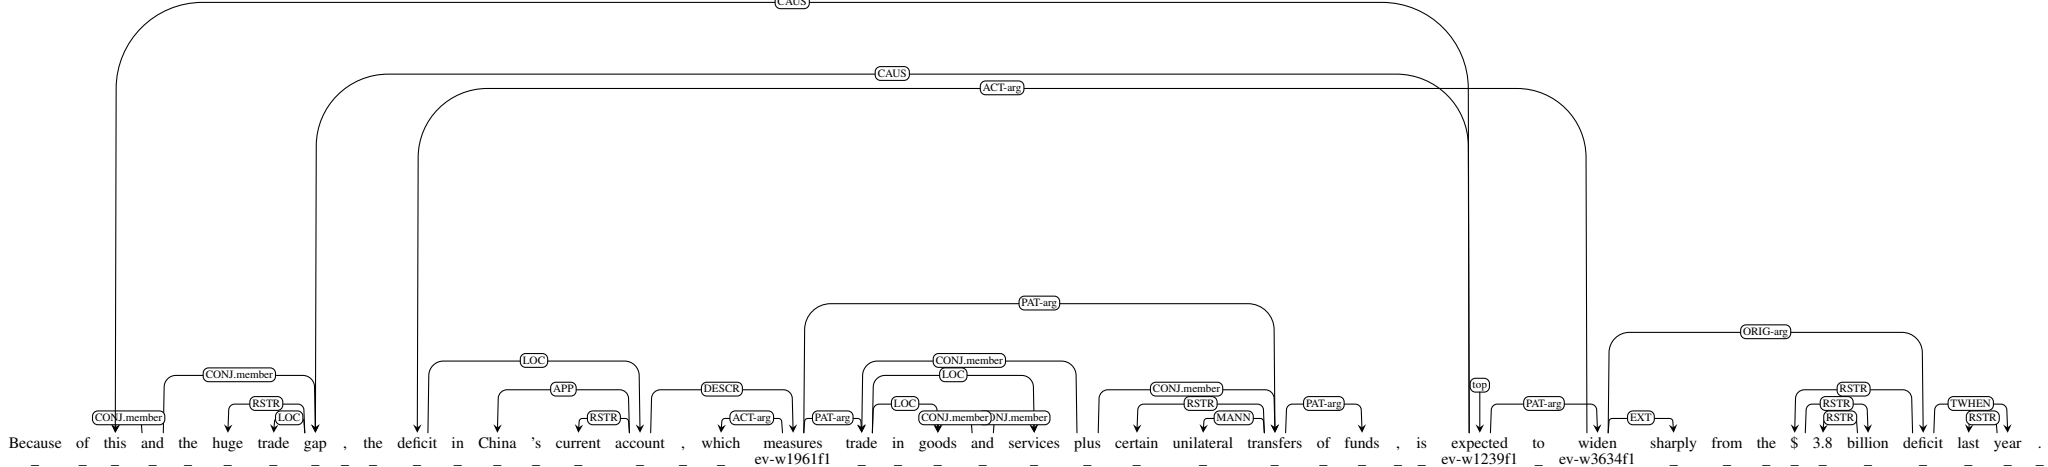 CAUS
CAUS
ACT-arg
PAT-arg
ORIG-arg
LOC CONJ.member
CONJ.member LOC
APP DESCR CONJ.member top RSTR
RSTR LOC RSTR PAT-arg PAT-arg RSTR TWHEN
CONJ.member LOC RSTR ACT-arg PAT-arg CONJ.member NJ.member MANN EXT RSTR RSTR
Because of this and the huge trade gap , the deficit in China 's current account , which measures trade in goods and services plus certain unilateral transfers of funds , is expected to widen sharply from the $ 3.8 billion deficit last year .
_ _ _ _ _ _ _ _ _ _ _ _ _ _ _ _ _ _ ev-w1961f1 _ _ _ _ _ _ _ _ _ _ _ _ _ ev-w1239f1 _ ev-w3634f1 _ _ _ _ _ _ _ _ _ _